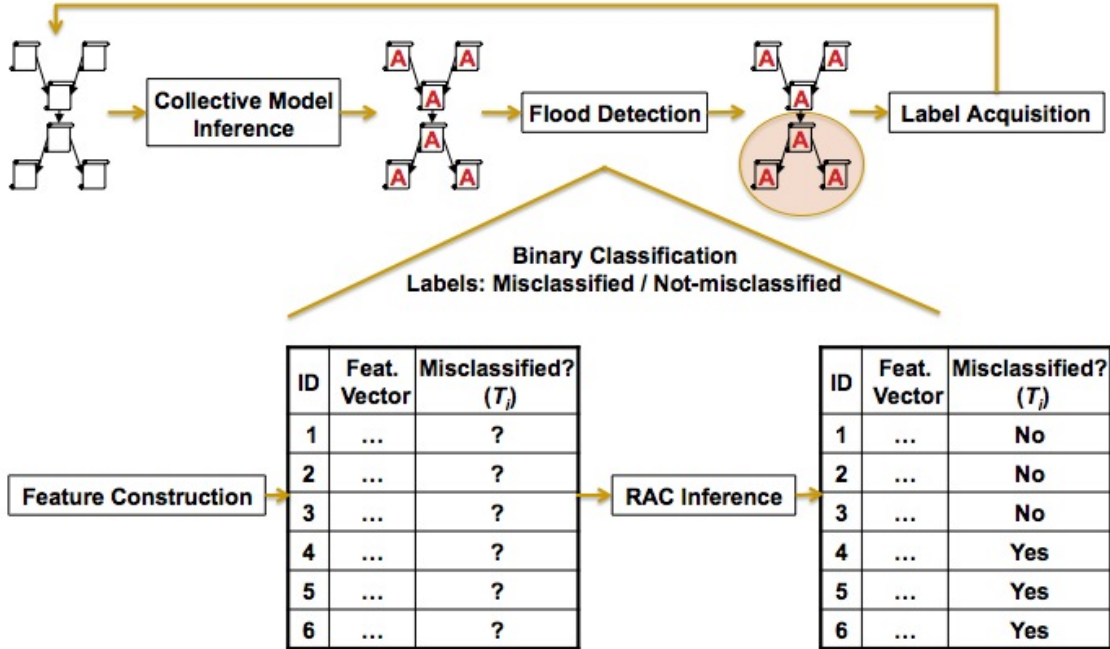 A A
A
A
A A
A A
A
A
A A
Collective Model
Inference
Flood Detection
Label Acquisition
Binary Classification
Labels: Misclassified / Not-misclassified
Feature Construction
ID Feat. Vector Misclassified? (Ti)
1 ... ?
2 ... ?
3 ... ?
4 ... ?
5 ... ?
6 ... ?
RAC Inference
ID Feat. Vector Misclassified? (Ti)
1 ... No
2 ... No
3 ... No
4 ... Yes
5 ... Yes
6 ... Yes